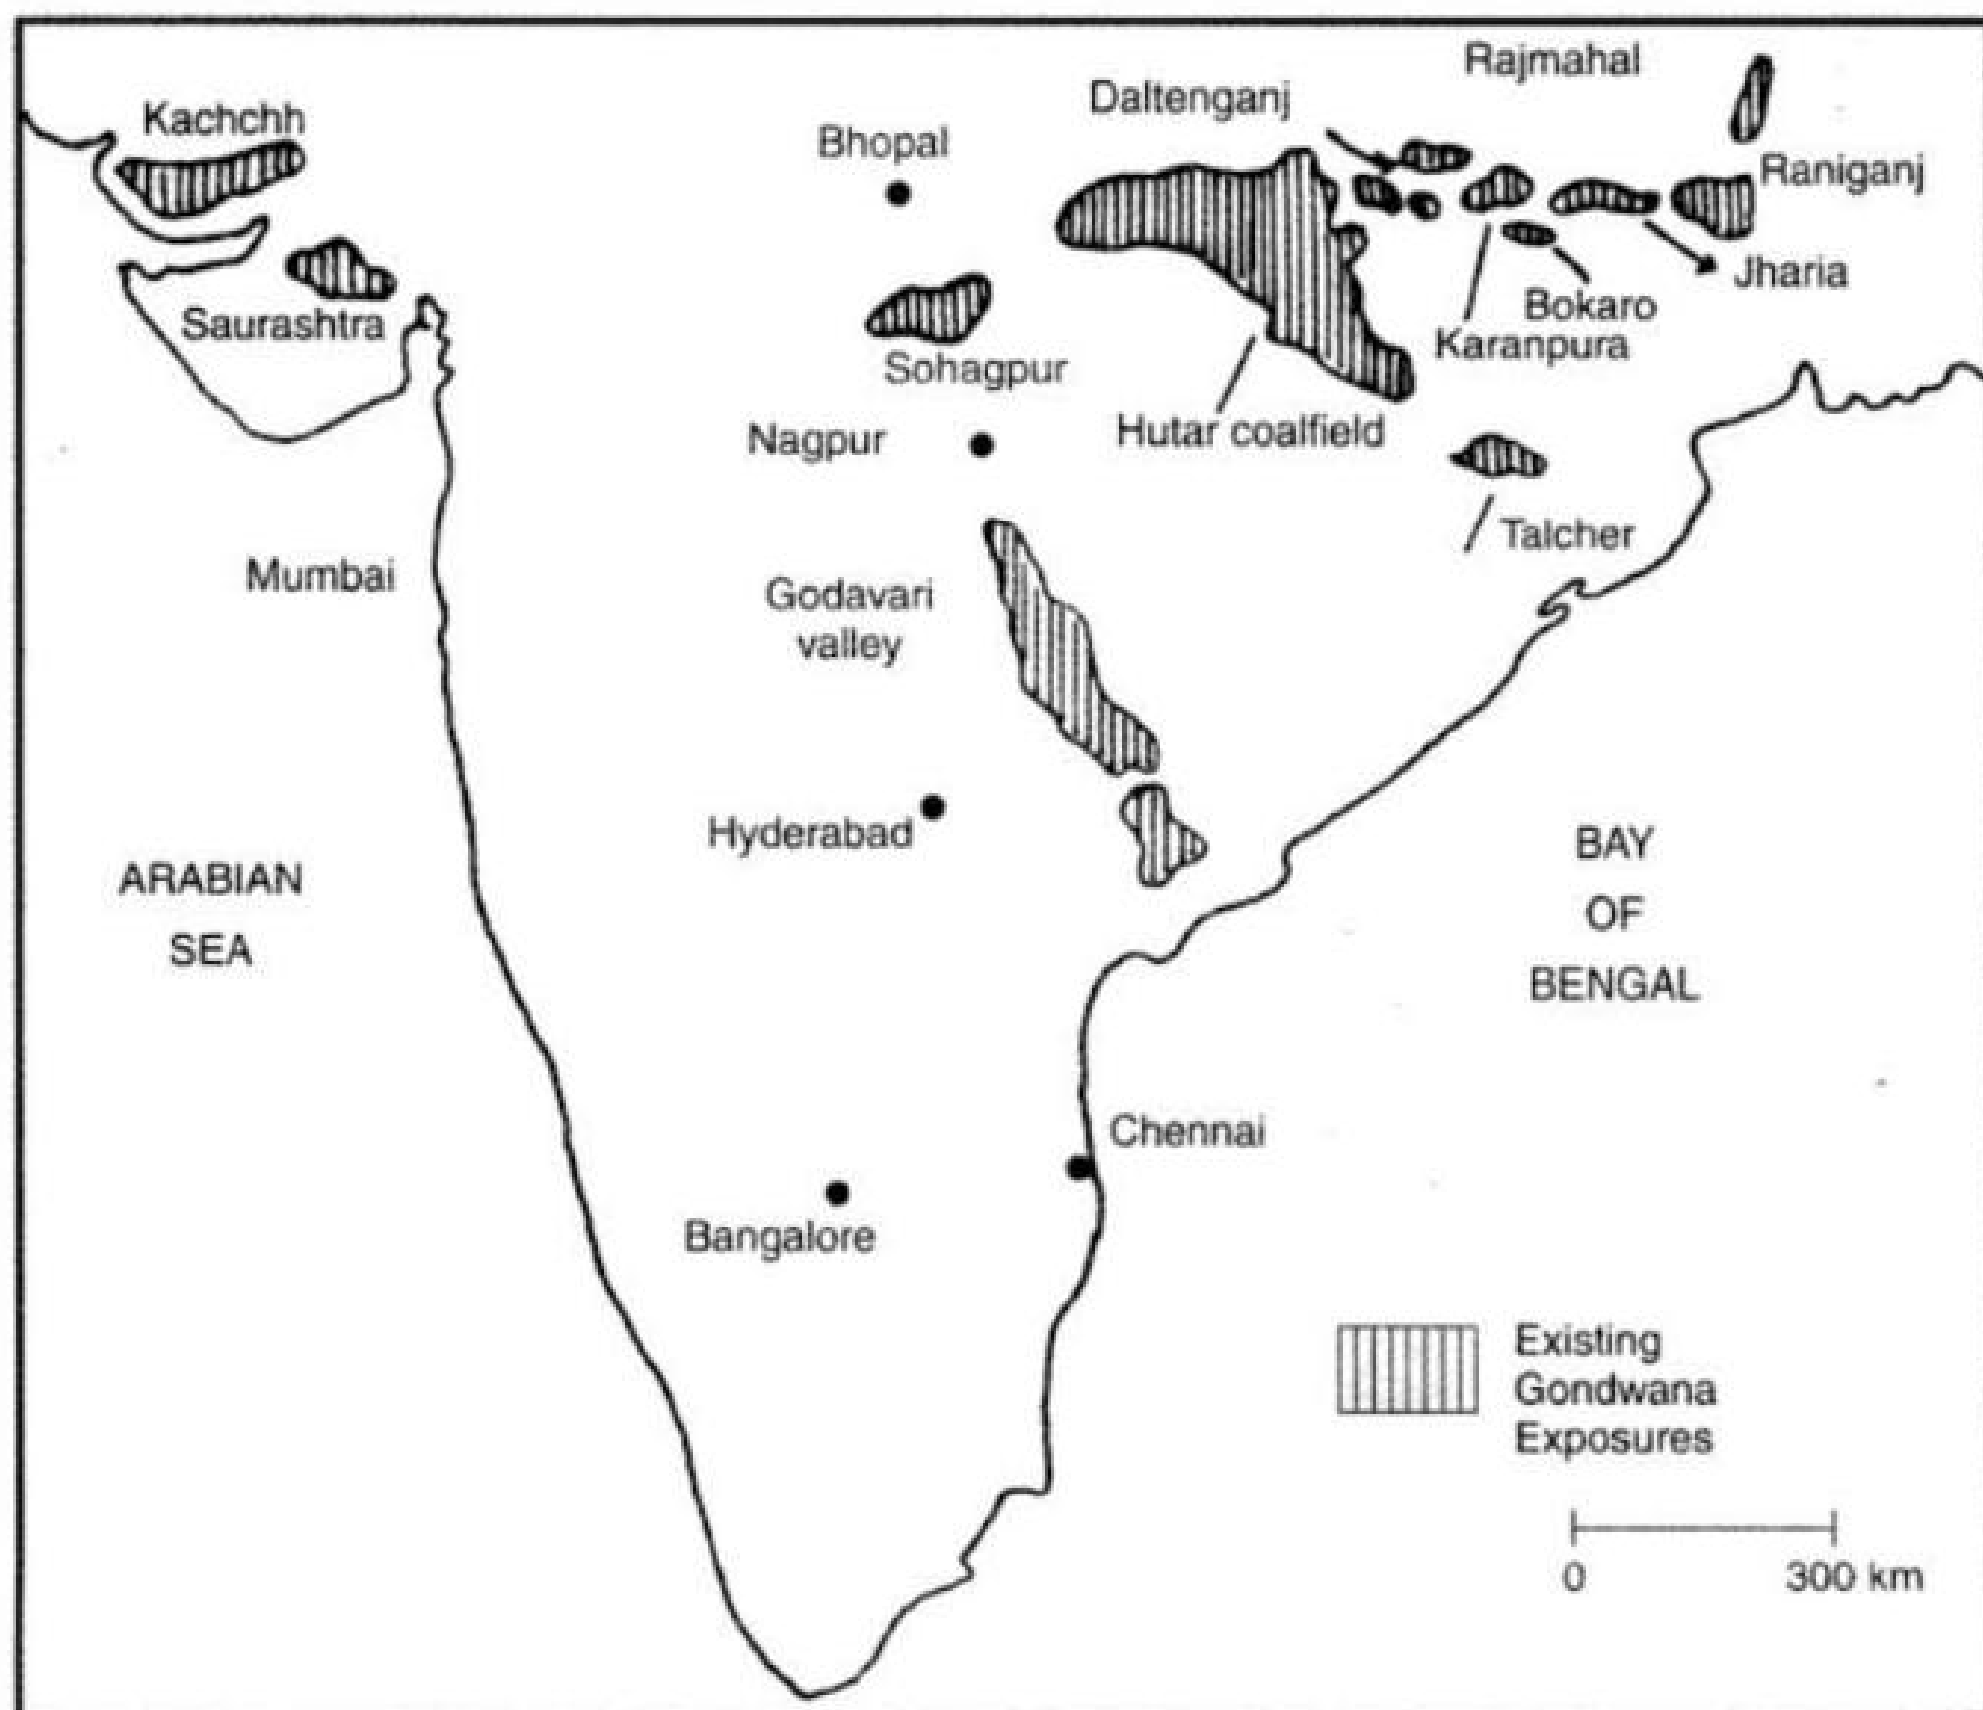 Rajmahal
Daltenganj
Kachchh
Bhopal
Raniganj
Jharia
Bokaro
Saurashtra
Karanpura
Sohagpur
Hutar coalfield
Nagpur
Talcher
Mumbai
Godavari
valley
Hyderabad
BAY
OF
BENGAL
ARABIAN
SEA
Chennai
Bangalore
Existing
Gondwana
Exposures
0 300 km